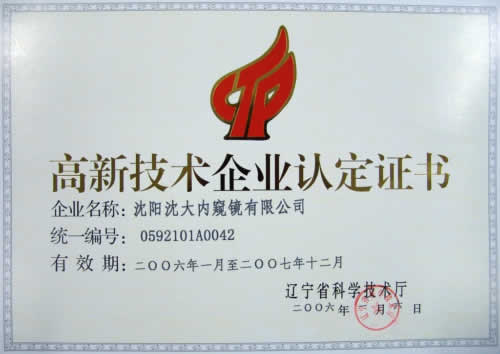 高新技术企业认定证书
企业名称：沈阳沈大内窥镜有限公司
统一编号： 0592101A0042
有 效 期：二〇〇六年一月至二〇〇七年十二月
辽宁省科学技术厅
二〇〇六年 月 日